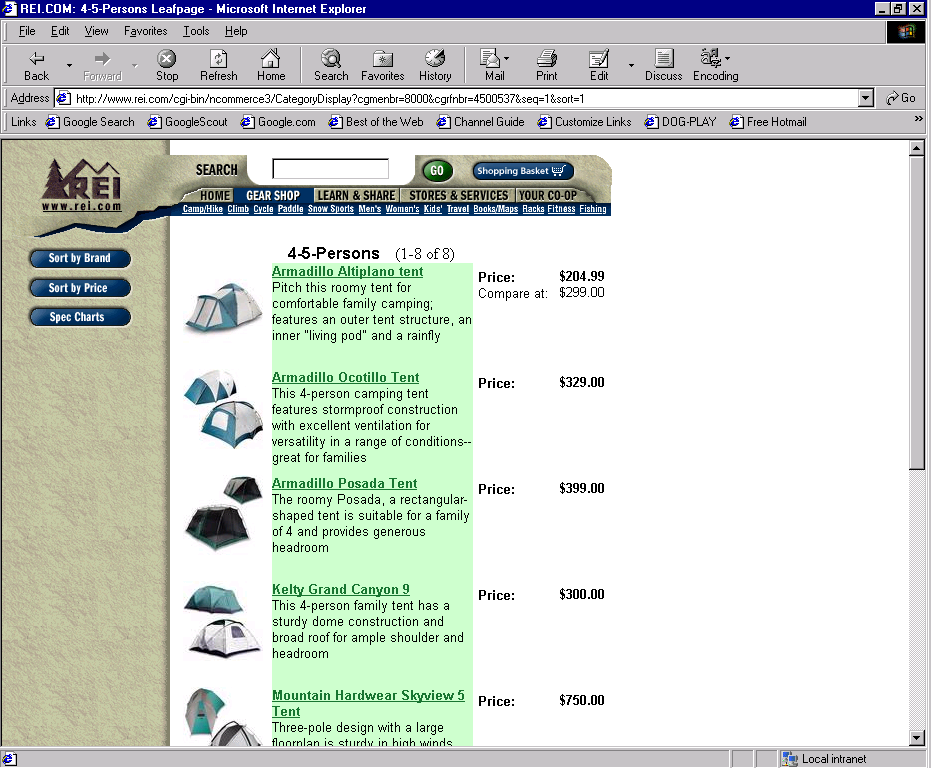 REI.COM: 4-5-Persons Leafpage - Microsoft Internet Explorer
File Edit View Favorites Tools Help
Back Forward Stop Refresh Home Search Favorites History Mail Print Edit Discuss Encoding
Address http://www.rei.com/cgi-bin/ncommerce3/CategoryDisplay?cgmenbr=8000&cgrfnbr=4500537&seq=1&sort=1 Go
Links Google Search GoogleScout Google.com Best of the Web Channel Guide Customize Links DOG-PLAY Free Hotmail »
REI
www.rei.com
SEARCH GO Shopping Basket
HOME GEAR SHOP LEARN & SHARE STORES & SERVICES YOUR CO-OP
Camp/Hike Climb Cycle Paddle Snow Sports Men's Women's Kids' Travel Books/Maps Racks Fitness Fishing
Sort by Brand
Sort by Price
Spec Charts
4-5-Persons (1-8 of 8)
Armadillo Altiplano tent
Pitch this roomy tent for
comfortable family camping;
features an outer tent structure, an
inner "living pod" and a rainfly
Price: $204.99
Compare at: $299.00
Armadillo Ocotillo Tent
This 4-person camping tent
features stormproof construction
with excellent ventilation for
versatility in a range of conditions--
great for families
Price: $329.00
Armadillo Posada Tent
The roomy Posada, a rectangular-
shaped tent is suitable for a family
of 4 and provides generous
headroom
Price: $399.00
Kelty Grand Canyon 9
This 4-person family tent has a
sturdy dome construction and
broad roof for ample shoulder and
headroom
Price: $300.00
Mountain Hardwear Skyview 5
Tent
Three-pole design with a large
floorplan is sturdy in high winds
Price: $750.00
Local intranet